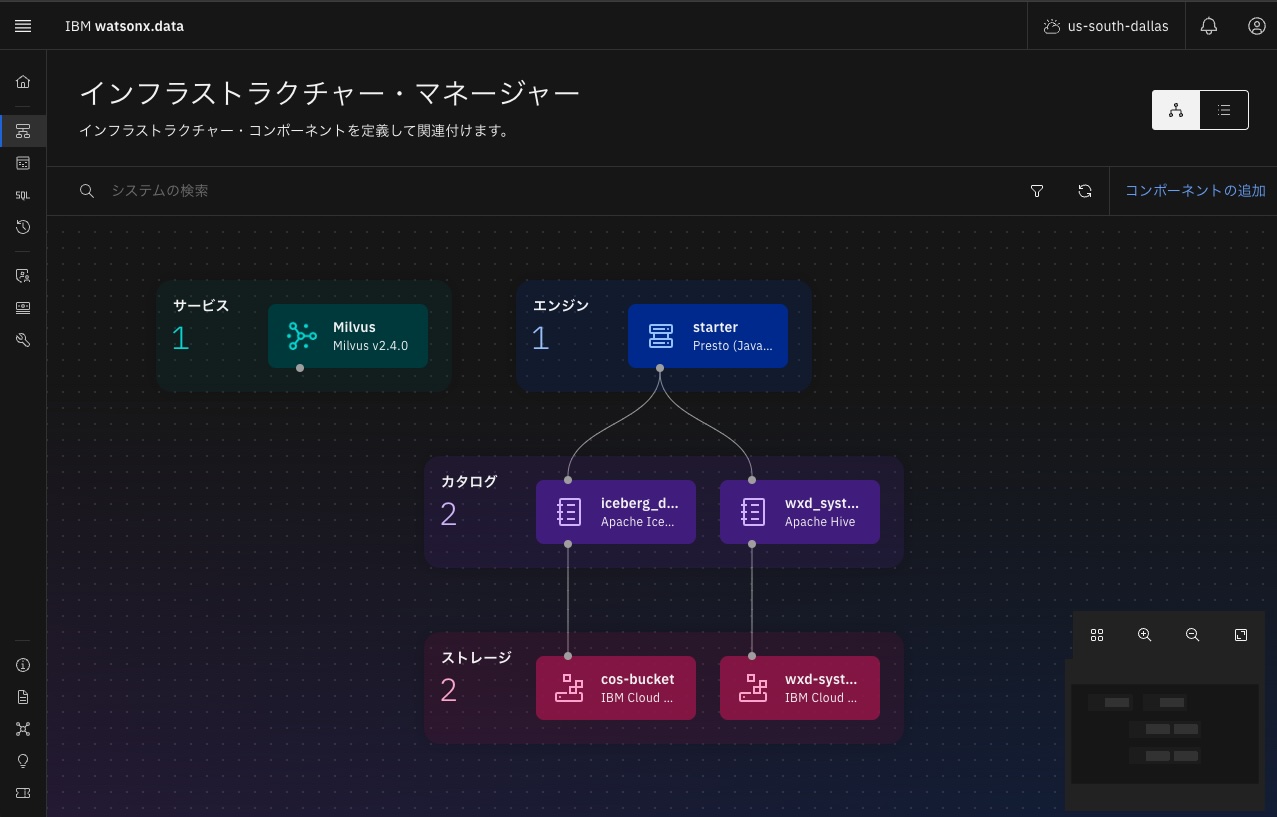 IBM watsonx.data
us-south-dallas
インフラストラクチャー・マネージャー
インフラストラクチャー・コンポーネントを定義して関連付けます。
SQL
システムの検索
コンポーネントの追加
サービス
1
Milvus
Milvus v2.4.0
エンジン
1
starter
Presto (Java...
カタログ
2
iceberg_d...
Apache Ice...
wxd_syst...
Apache Hive
ストレージ
2
cos-bucket
IBM Cloud ...
wxd-syst...
IBM Cloud ...